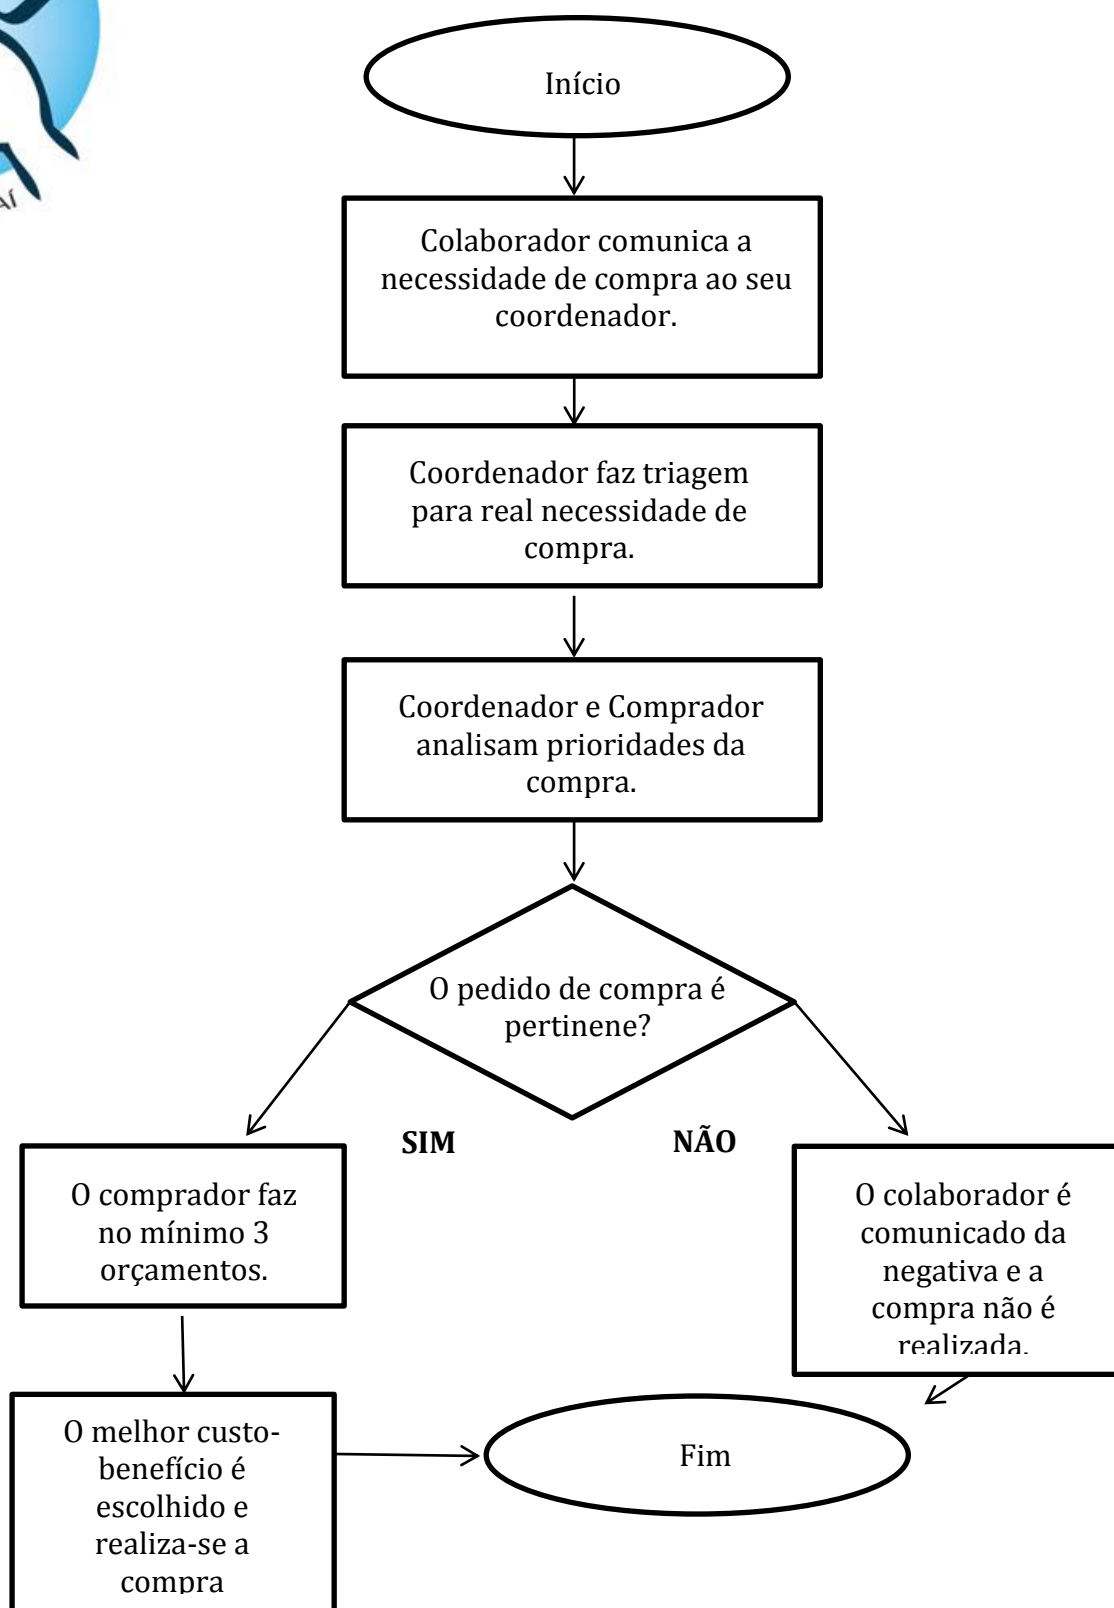 Início
Colaborador comunica a
necessidade de compra ao seu
coordenador.
Coordenador faz triagem
para real necessidade de
compra.
Coordenador e Comprador
analisam prioridades da
compra.
O pedido de compra é
pertinene?
SIM
NÃO
O comprador faz
no mínimo 3
orçamentos.
O colaborador é
comunicado da
negativa e a
compra não é
realizada.
O melhor custo-
benefício é
escolhido e
realiza-se a
compra
Fim